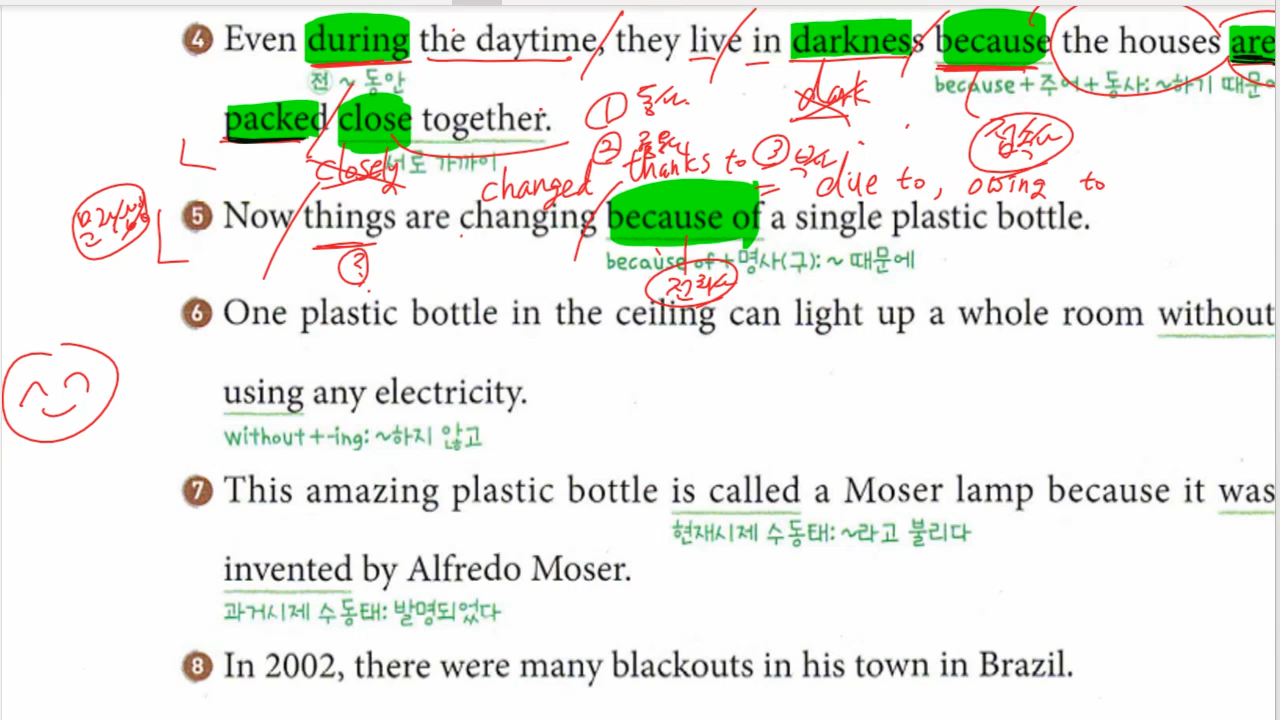 ④ Even during the daytime, they live in darkness because the houses are
전 ~ 동안
because + 주어 + 동사: ~하기 때문에
① 동사
dark
packed close together.
② 형용사
thanks to ③ 부사
접속사
closely 서로 가까이
changed
= due to, owing to
⑤ Now things are changing because of a single plastic bottle.
because of + 명사(구): ~ 때문에
?
전치사
⑥ One plastic bottle in the ceiling can light up a whole room without
using any electricity.
without + -ing: ~하지 않고
⑦ This amazing plastic bottle is called a Moser lamp because it was
현재시제 수동태: ~라고 불리다
invented by Alfredo Moser.
과거시제 수동태: 발명되었다
⑧ In 2002, there were many blackouts in his town in Brazil.